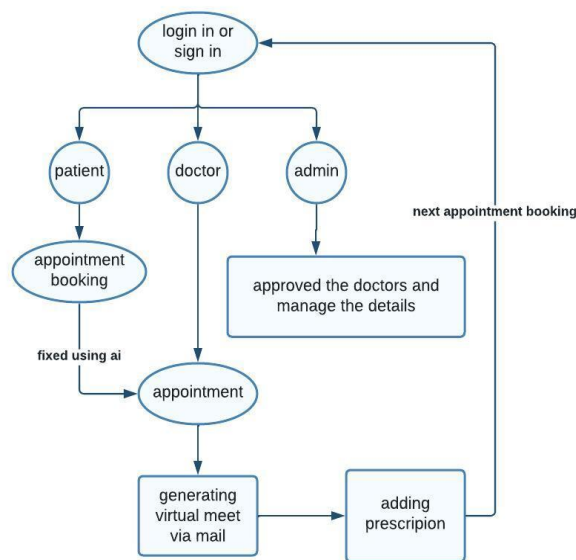 login in or
sign in
patient
doctor
admin
next appointment booking
appointment
booking
approved the doctors and
manage the details
fixed using ai
appointment
generating
virtual meet
via mail
adding
prescripion